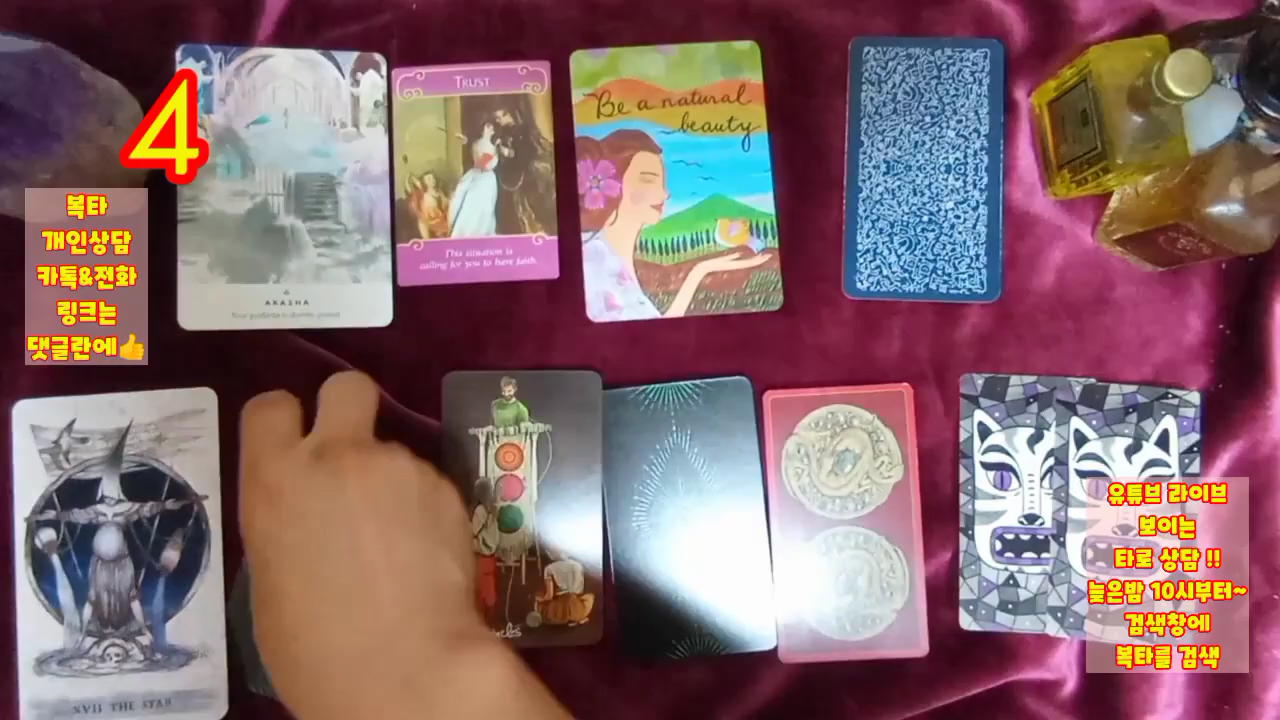 4
복타
개인상담
카톡&전화
링크는
댓글란에👍
AKASHA
TRUST
This situation is
calling for you to have faith.
Be a natural
beauty
XVII THE STAR
유튜브 라이브
보이는
타로 상담 !!
늦은밤 10시부터~
검색창에
복타를 검색